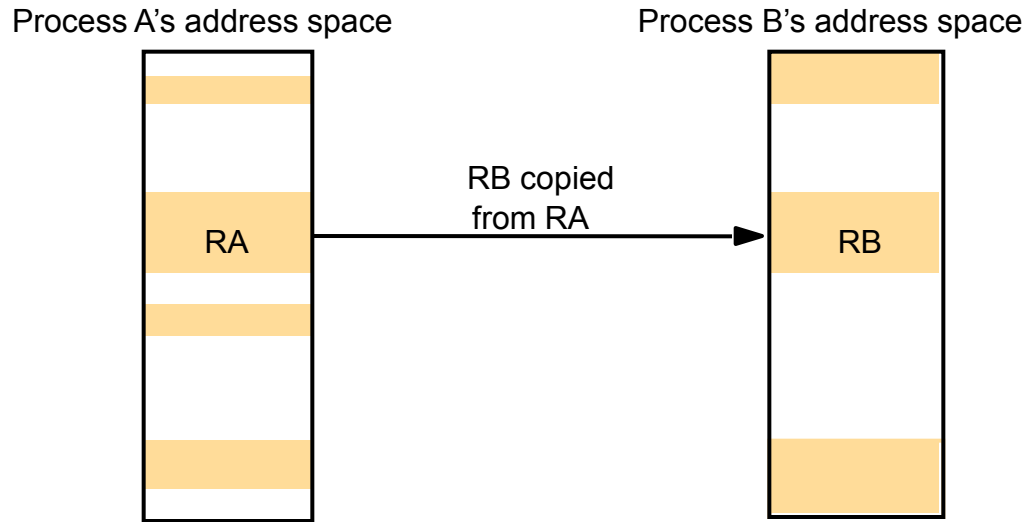 Process A’s address space
Process B’s address space
RB copied
from RA
RA
RB